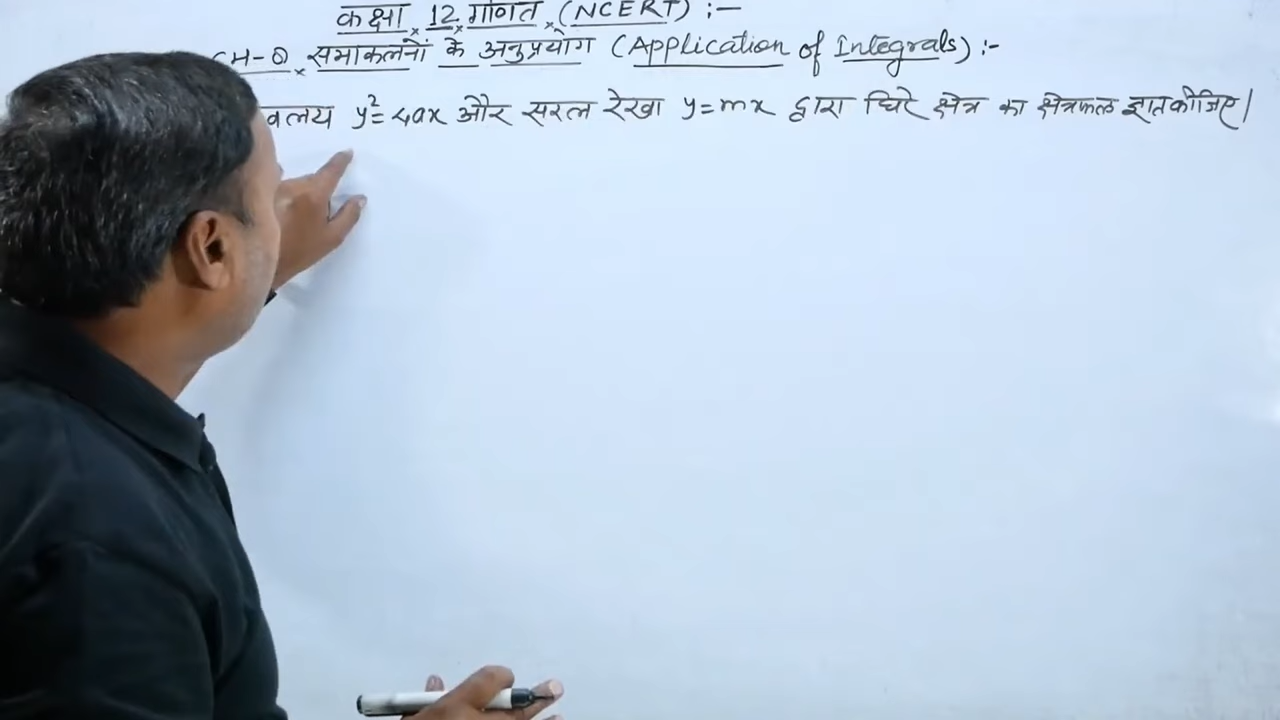 कक्षा 12 गणित (NCERT) :-
CH-8 समाकलनों के अनुप्रयोग (Application of Integrals) :-
वलय y²=4ax और सरल रेखा y=mx द्वारा घिरे क्षेत्र का क्षेत्रफल ज्ञात कीजिए।